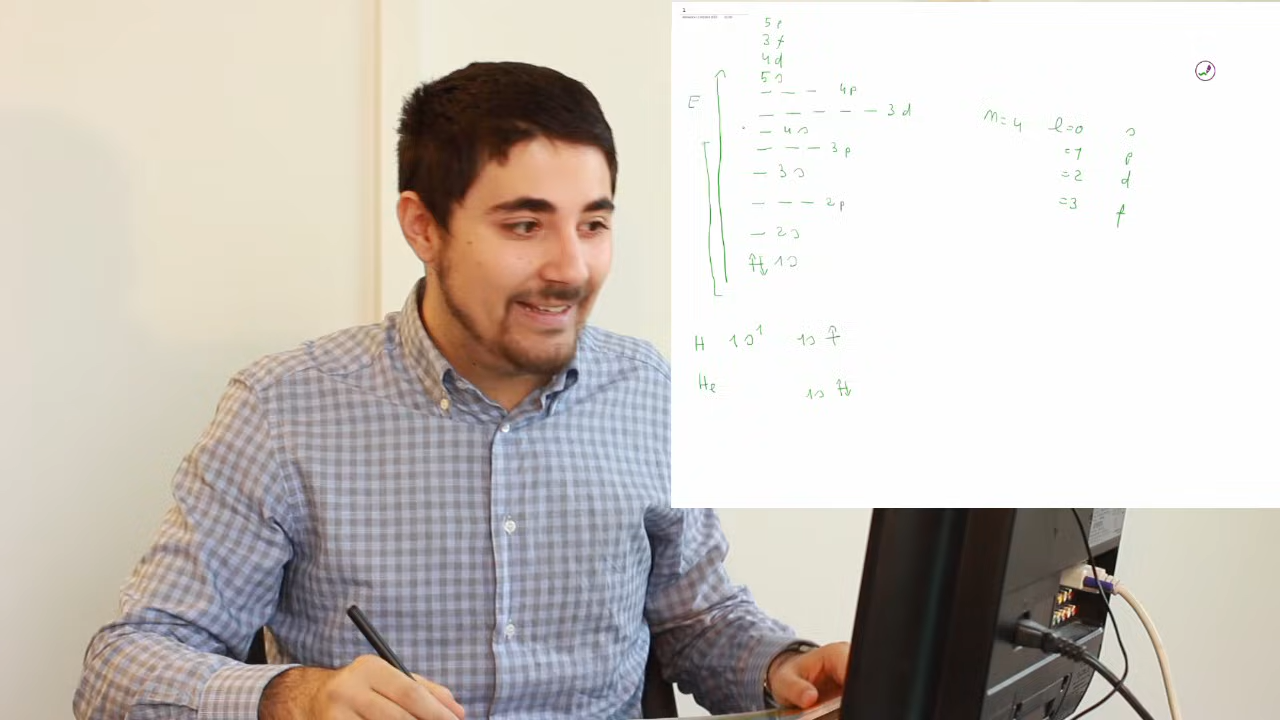 1
5p
3f
4d
5s
— — — 4p
E
— — — — — 3d
— 4s
— — — 3p
— 3s
— — — 2p
— 2s
↑↓ 1s
n=4 l=0 s
=1 p
=2 d
=3 f
H 1s¹ 1s ↑
He 1s ↑↓